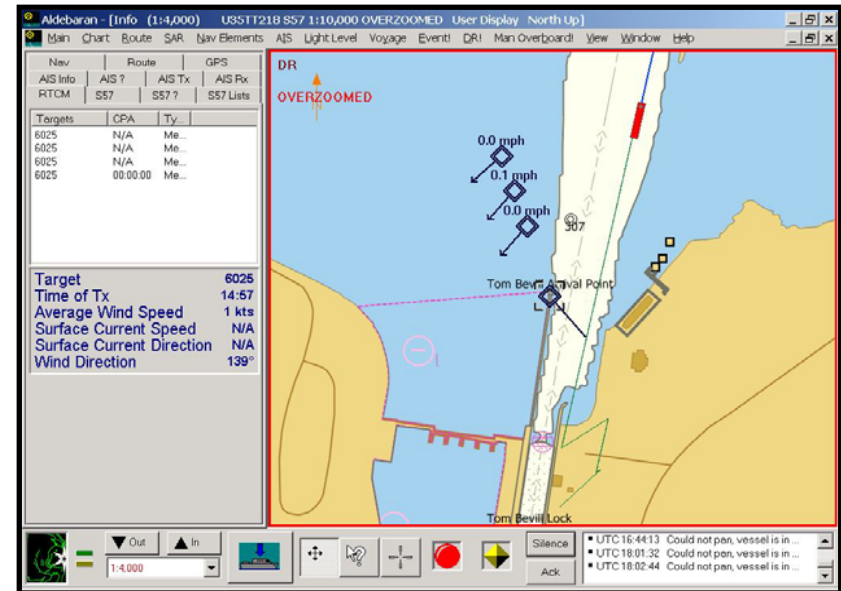 Aldebaran - [Info (1:4,000) U35TT218 S57 1:10,000 OVERZOOMED User Display North Up]
Main Chart Route SAR Nav Elements AIS Light Level Voyage Event! DR! Man Overboard! View Window Help
Nav Route GPS
AIS Info AIS ? AIS Tx AIS Rx
RTCM S57 S57 ? S57 Lists
Targets CPA Ty...
6025 N/A Me...
6025 N/A Me...
6025 N/A Me...
6025 00:00:00 Me...
Target 6025
Time of Tx 14:57
Average Wind Speed 1 kts
Surface Current Speed N/A
Surface Current Direction N/A
Wind Direction 139°
DR
OVERZOOMED
0.0 mph
0.1 mph
0.0 mph
307
Tom Bevill Arrival Point
Tom Bevill Lock
Out In
1:4,000
Silence
Ack
UTC 16:44:13 Could not pan, vessel is in ...
UTC 18:01:32 Could not pan, vessel is in ...
UTC 18:02:44 Could not pan, vessel is in ...